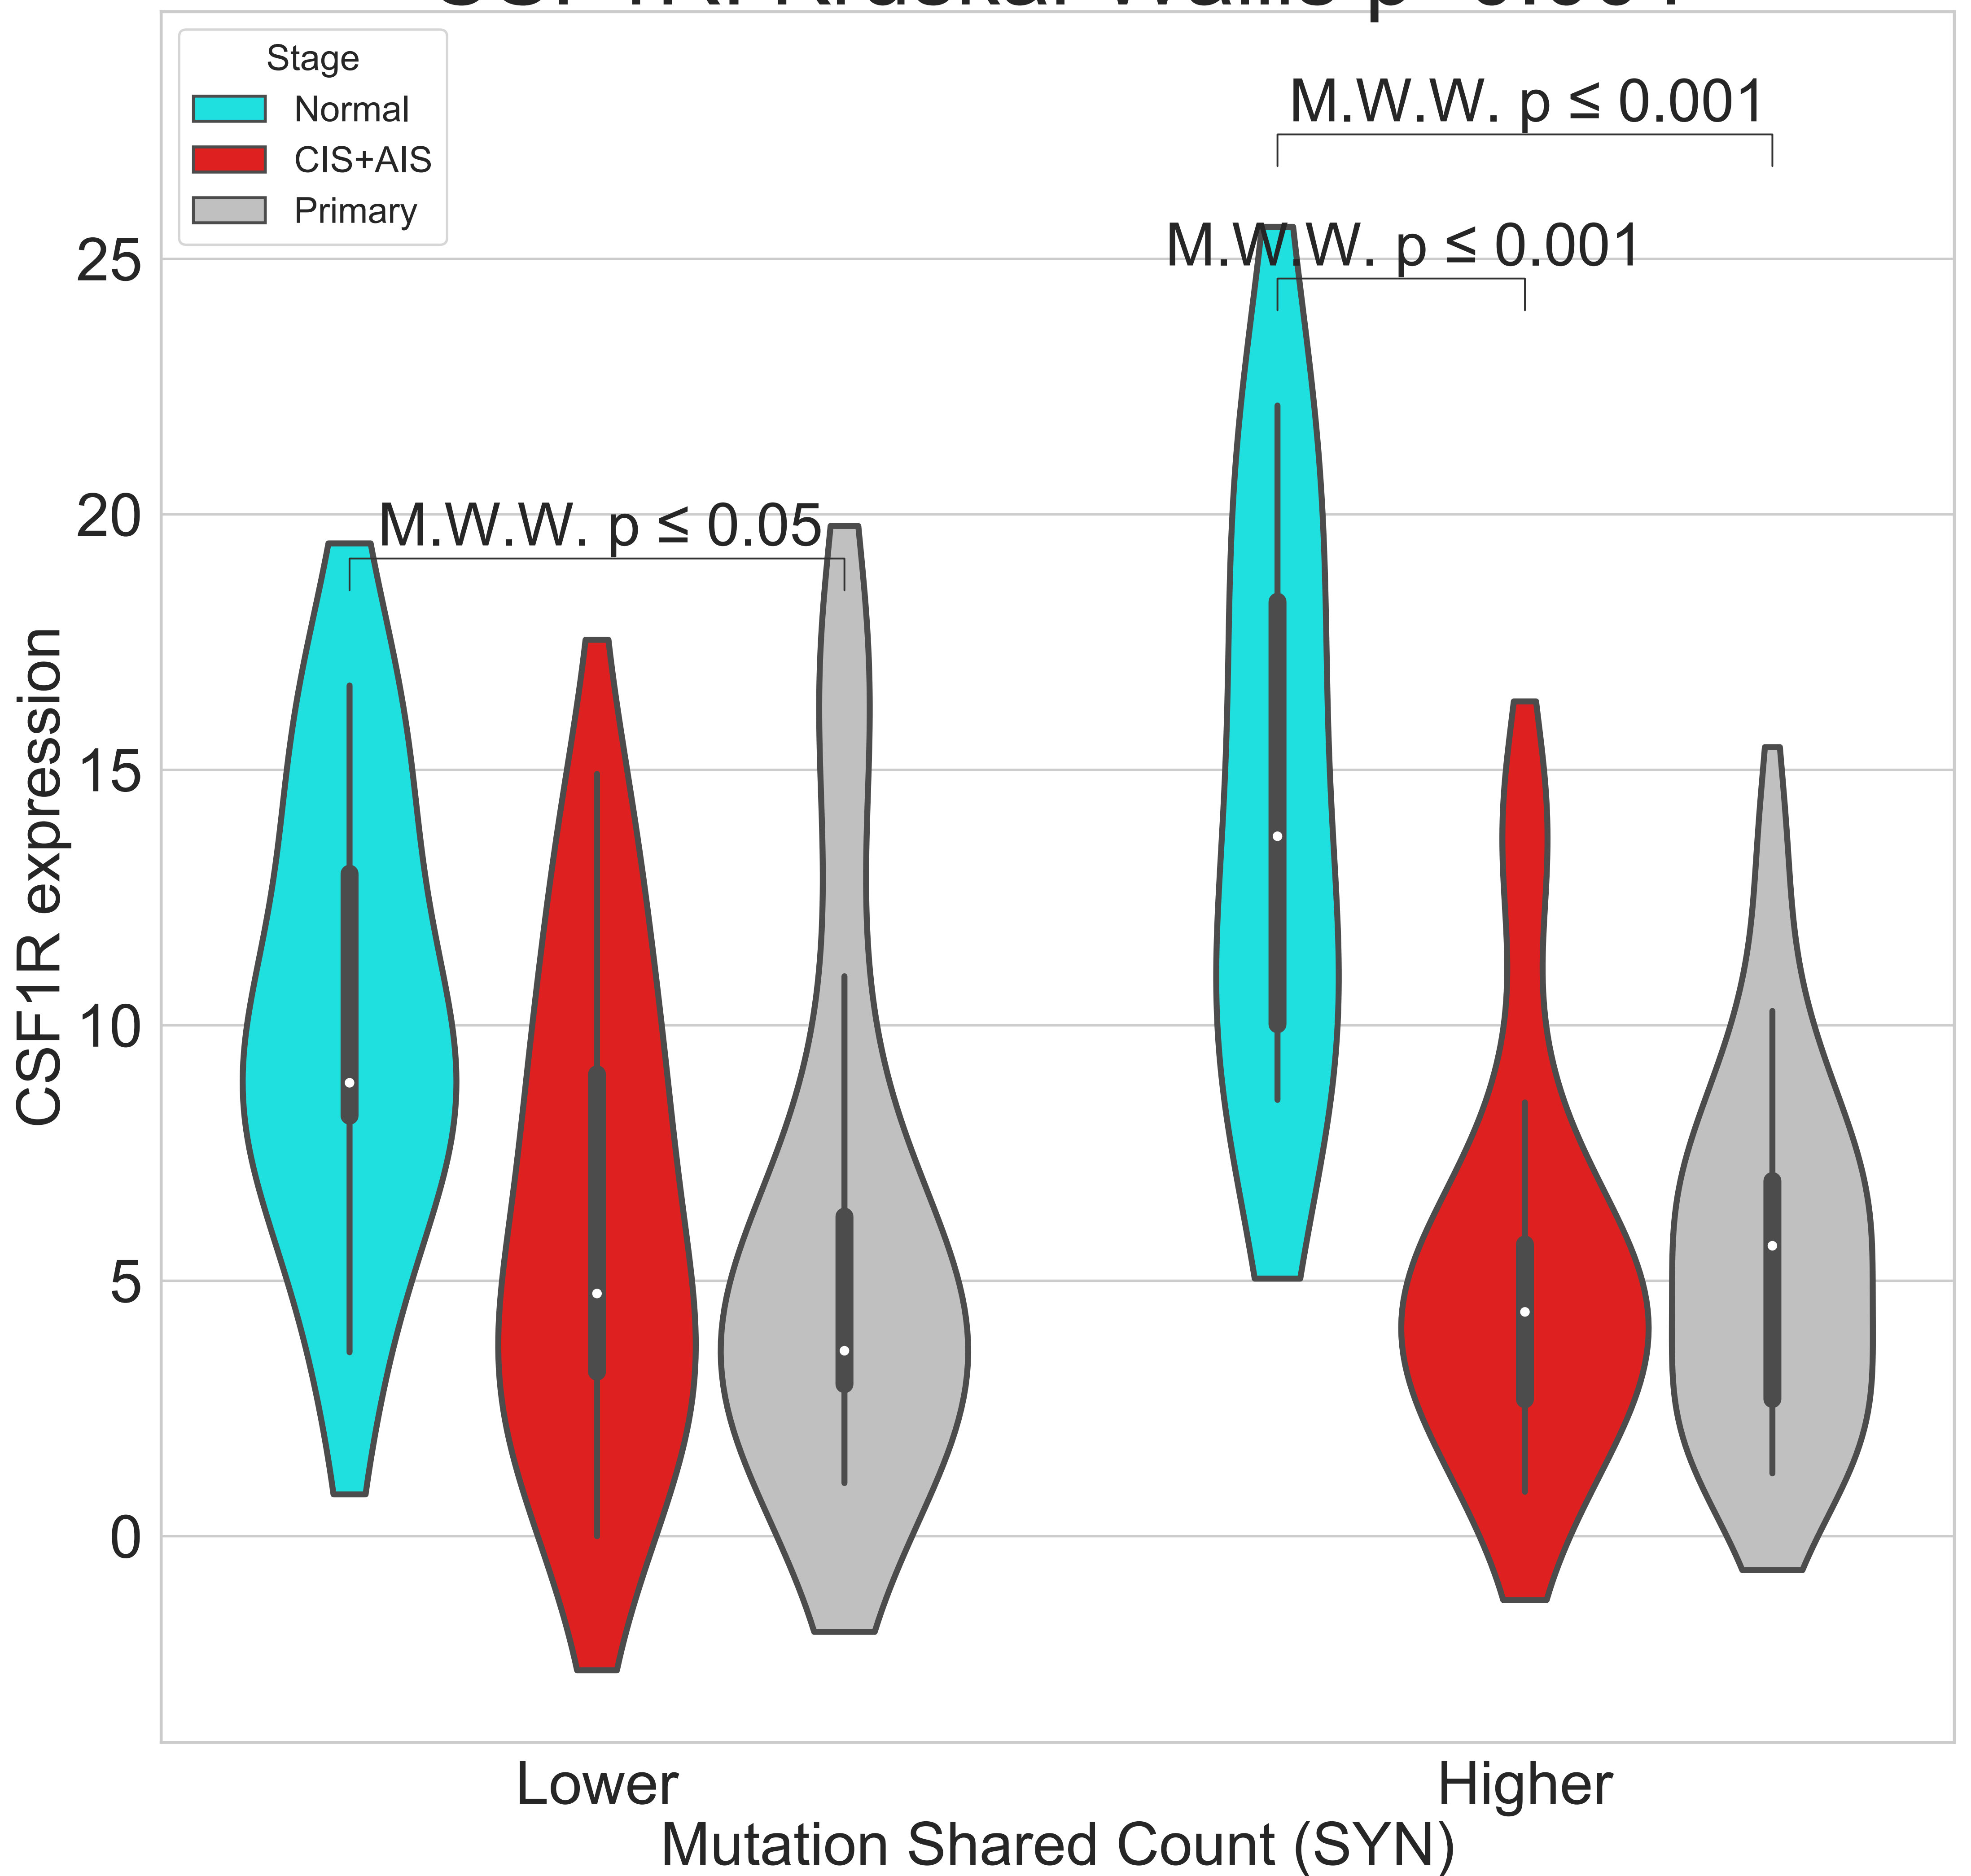 Stage
Normal
CIS+AIS
Primary
M.W.W. p ≤ 0.001
M.W.W. p ≤ 0.001
M.W.W. p ≤ 0.05
25
20
15
10
5
0
CSF1R expression
Lower
Higher
Mutation Shared Count (SYN)